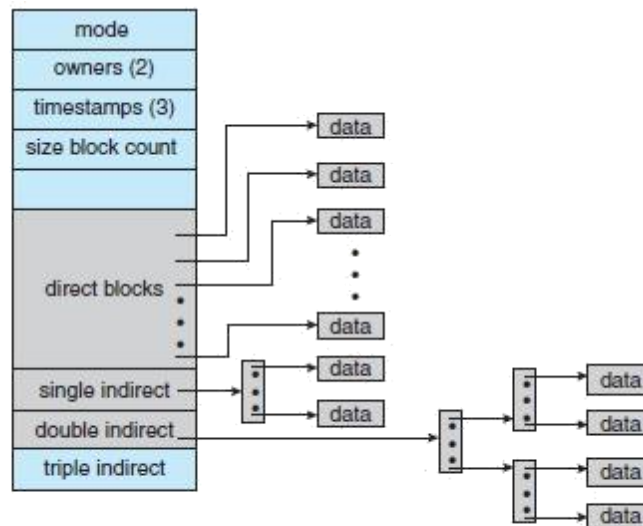 mode
owners (2)
timestamps (3)
size block count
direct blocks
single indirect
double indirect
triple indirect
data
data
data
data
data
data
data
data
data
data